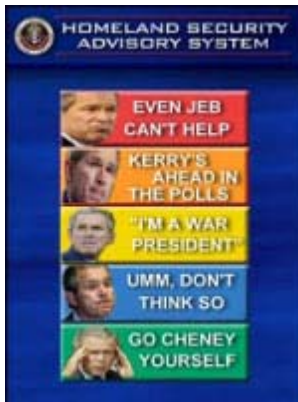 HOMELAND SECURITY
ADVISORY SYSTEM
EVEN JEB
CAN'T HELP
KERRY'S
AHEAD IN
THE POLLS
"I'M A WAR
PRESIDENT"
UMM, DON'T
THINK SO
GO CHENEY
YOURSELF